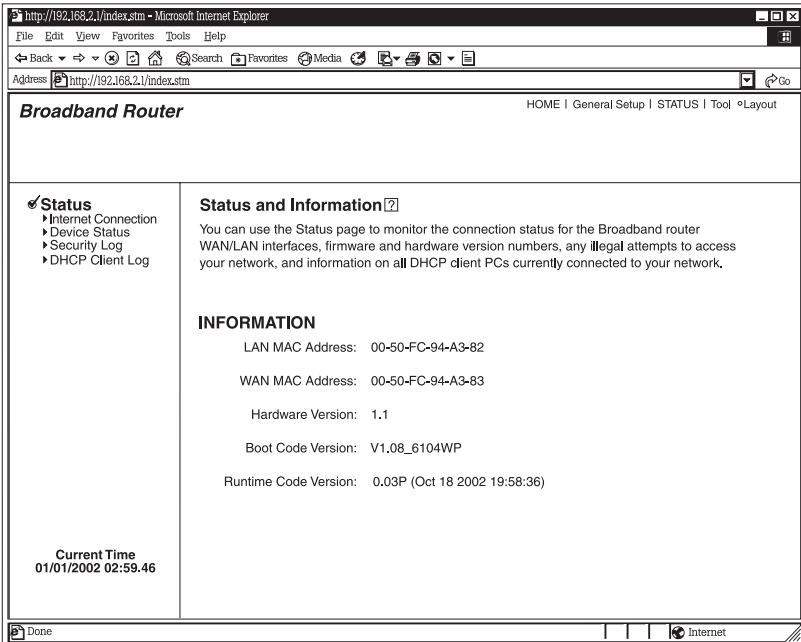 http://192.168.2.1/index.stm - Microsoft Internet Explorer
File Edit View Favorites Tools Help
Back Search Favorites Media
Address http://192.168.2.1/index.stm Go
Broadband Router
HOME | General Setup | STATUS | Tool Layout
Status
Internet Connection
Device Status
Security Log
DHCP Client Log
Status and Information ?
You can use the Status page to monitor the connection status for the Broadband router
WAN/LAN interfaces, firmware and hardware version numbers, any illegal attempts to access
your network, and information on all DHCP client PCs currently connected to your network.
INFORMATION
LAN MAC Address: 00-50-FC-94-A3-82
WAN MAC Address: 00-50-FC-94-A3-83
Hardware Version: 1.1
Boot Code Version: V1.08_6104WP
Runtime Code Version: 0.03P (Oct 18 2002 19:58:36)
Current Time
01/01/2002 02:59.46
Done Internet